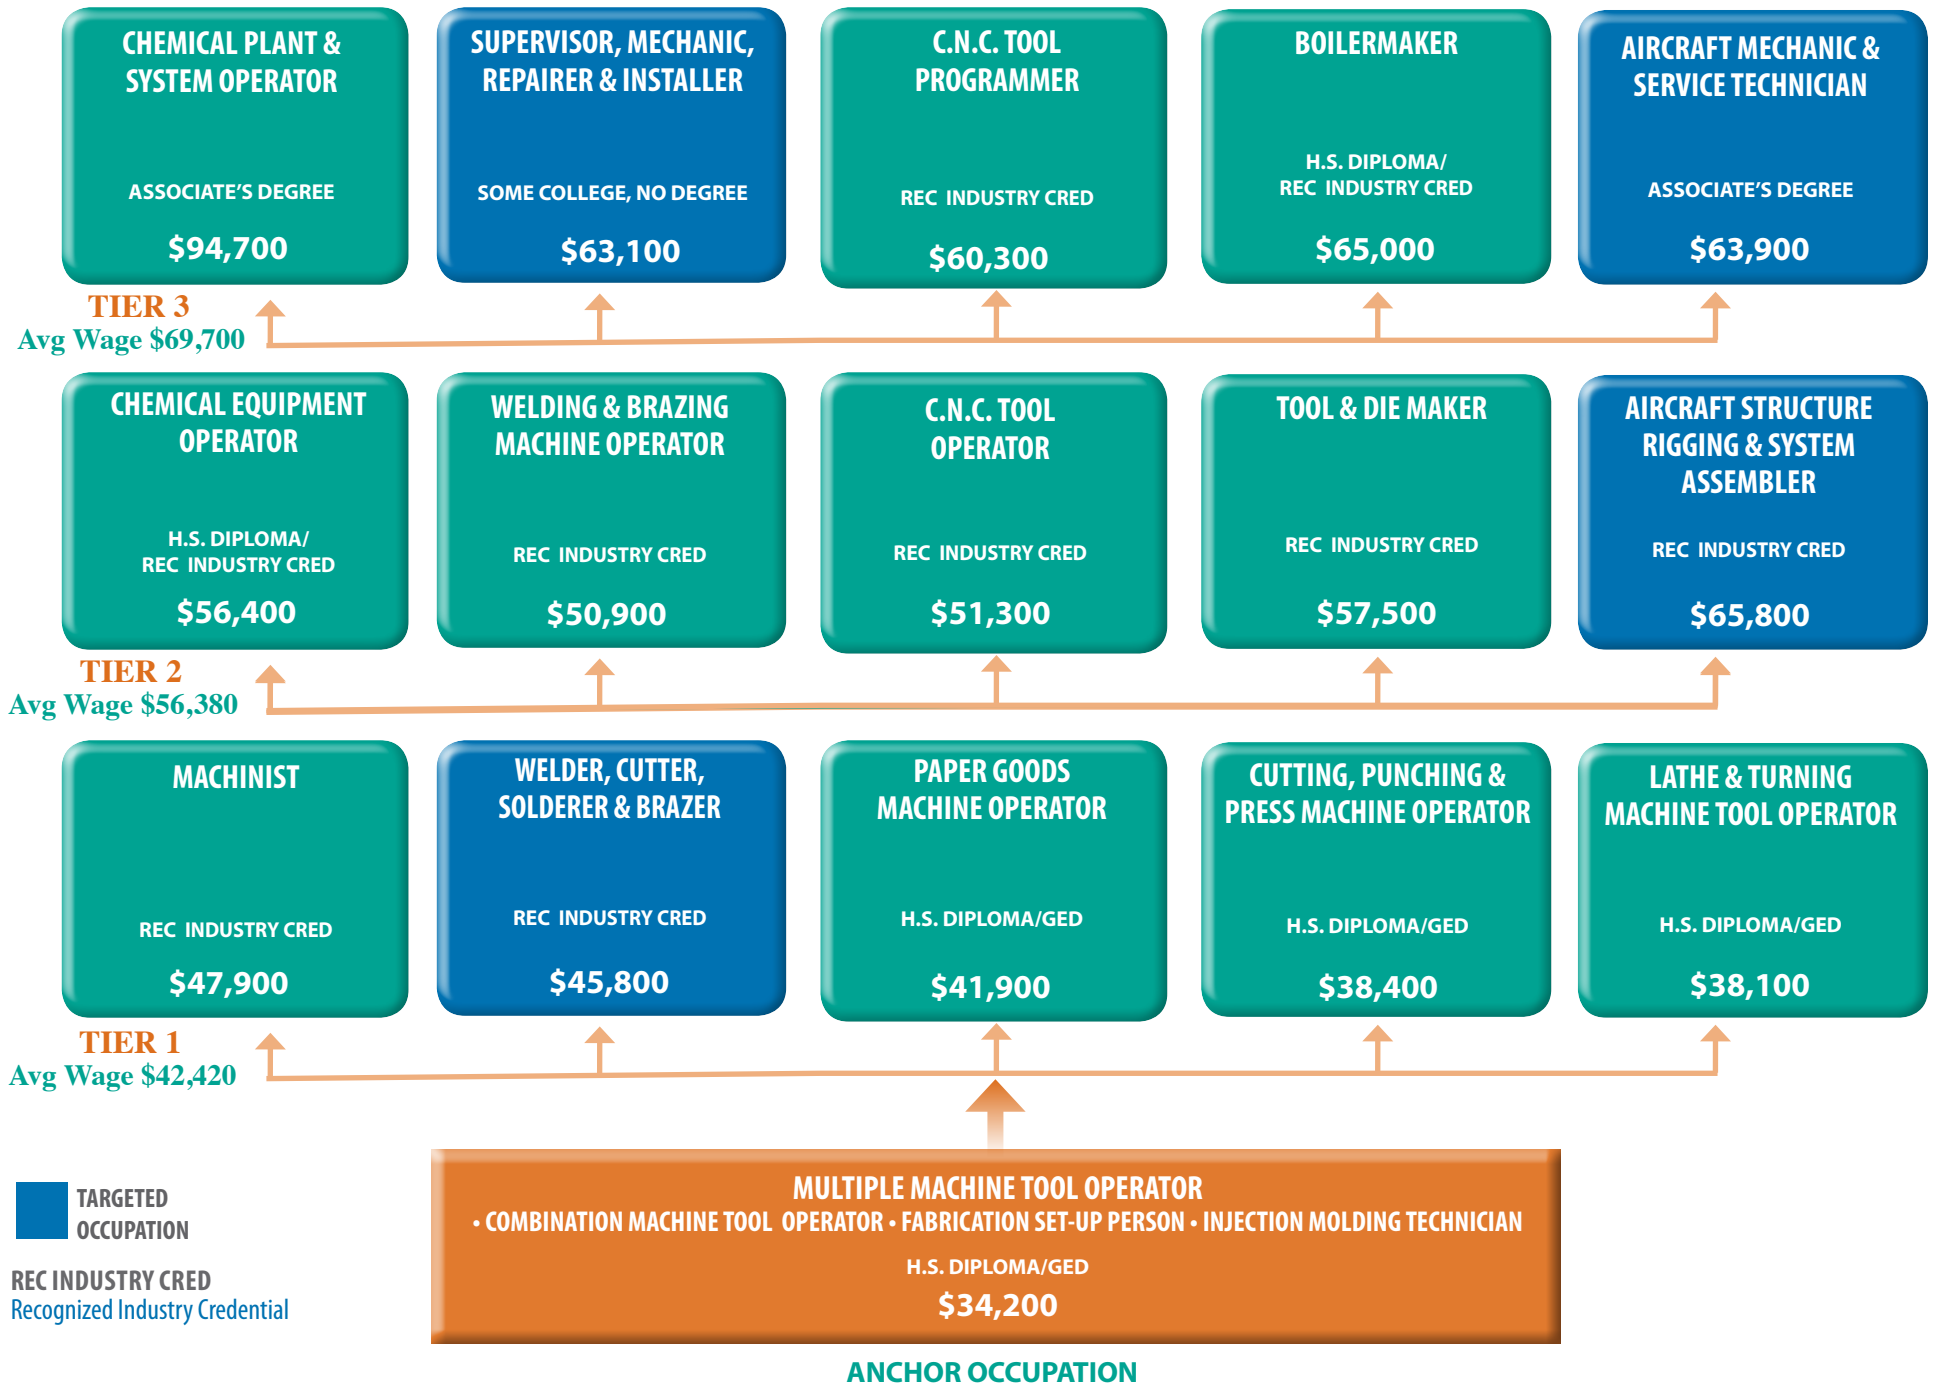 CHEMICAL PLANT &
SYSTEM OPERATOR
ASSOCIATE'S DEGREE
$94,700
SUPERVISOR, MECHANIC,
REPAIRER & INSTALLER
SOME COLLEGE, NO DEGREE
$63,100
C.N.C. TOOL
PROGRAMMER
REC INDUSTRY CRED
$60,300
BOILERMAKER
H.S. DIPLOMA/
REC INDUSTRY CRED
$65,000
AIRCRAFT MECHANIC &
SERVICE TECHNICIAN
ASSOCIATE'S DEGREE
$63,900
TIER 3
Avg Wage $69,700
CHEMICAL EQUIPMENT
OPERATOR
H.S. DIPLOMA/
REC INDUSTRY CRED
$56,400
WELDING & BRAZING
MACHINE OPERATOR
REC INDUSTRY CRED
$50,900
C.N.C. TOOL
OPERATOR
REC INDUSTRY CRED
$51,300
TOOL & DIE MAKER
REC INDUSTRY CRED
$57,500
AIRCRAFT STRUCTURE
RIGGING & SYSTEM
ASSEMBLER
REC INDUSTRY CRED
$65,800
TIER 2
Avg Wage $56,380
MACHINIST
REC INDUSTRY CRED
$47,900
WELDER, CUTTER,
SOLDERER & BRAZER
REC INDUSTRY CRED
$45,800
PAPER GOODS
MACHINE OPERATOR
H.S. DIPLOMA/GED
$41,900
CUTTING, PUNCHING &
PRESS MACHINE OPERATOR
H.S. DIPLOMA/GED
$38,400
LATHE & TURNING
MACHINE TOOL OPERATOR
H.S. DIPLOMA/GED
$38,100
TIER 1
Avg Wage $42,420
MULTIPLE MACHINE TOOL OPERATOR
• COMBINATION MACHINE TOOL OPERATOR • FABRICATION SET-UP PERSON • INJECTION MOLDING TECHNICIAN
H.S. DIPLOMA/GED
$34,200
ANCHOR OCCUPATION
TARGETED
OCCUPATION
REC INDUSTRY CRED
Recognized Industry Credential